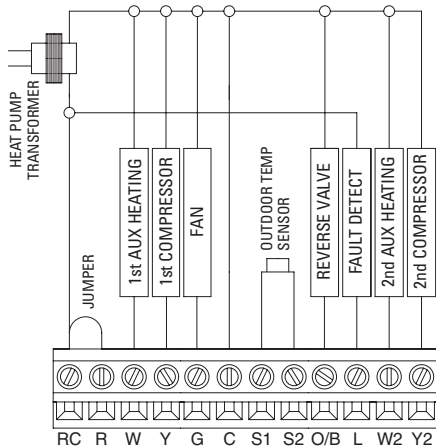 HEAT PUMP
TRANSFORMER
JUMPER
1st AUX HEATING
1st COMPRESSOR
FAN
OUTDOOR TEMP
SENSOR
REVERSE VALVE
FAULT DETECT
2nd AUX HEATING
2nd COMPRESSOR
RC R W Y G C S1 S2 O/B L W2 Y2